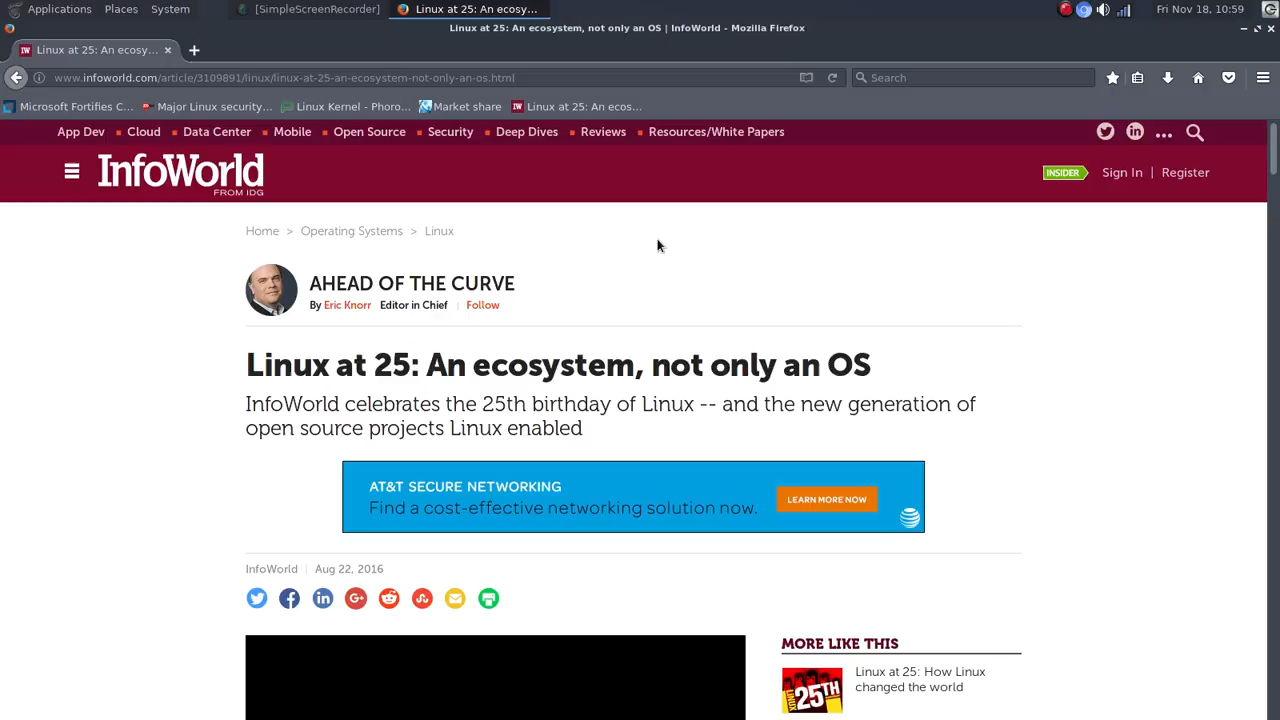 Applications Places System [SimpleScreenRecorder] Linux at 25: An ecosy... Fri Nov 18, 10:59
Linux at 25: An ecosystem, not only an OS | InfoWorld - Mozilla Firefox
IW Linux at 25: An ecosy...
www.infoworld.com/article/3109891/linux/linux-at-25-an-ecosystem-not-only-an-os.html Search
Microsoft Fortifies C... Major Linux security... Linux Kernel - Phoro... Market share IW Linux at 25: An ecos...
App Dev Cloud Data Center Mobile Open Source Security Deep Dives Reviews Resources/White Papers
InfoWorld
FROM IDG
INSIDER Sign In | Register
Home > Operating Systems > Linux
AHEAD OF THE CURVE
By Eric Knorr Editor in Chief | Follow
Linux at 25: An ecosystem, not only an OS
InfoWorld celebrates the 25th birthday of Linux -- and the new generation of
open source projects Linux enabled
AT&T SECURE NETWORKING
Find a cost-effective networking solution now.
LEARN MORE NOW
InfoWorld | Aug 22, 2016
MORE LIKE THIS
Linux at 25: How Linux
changed the world
25TH